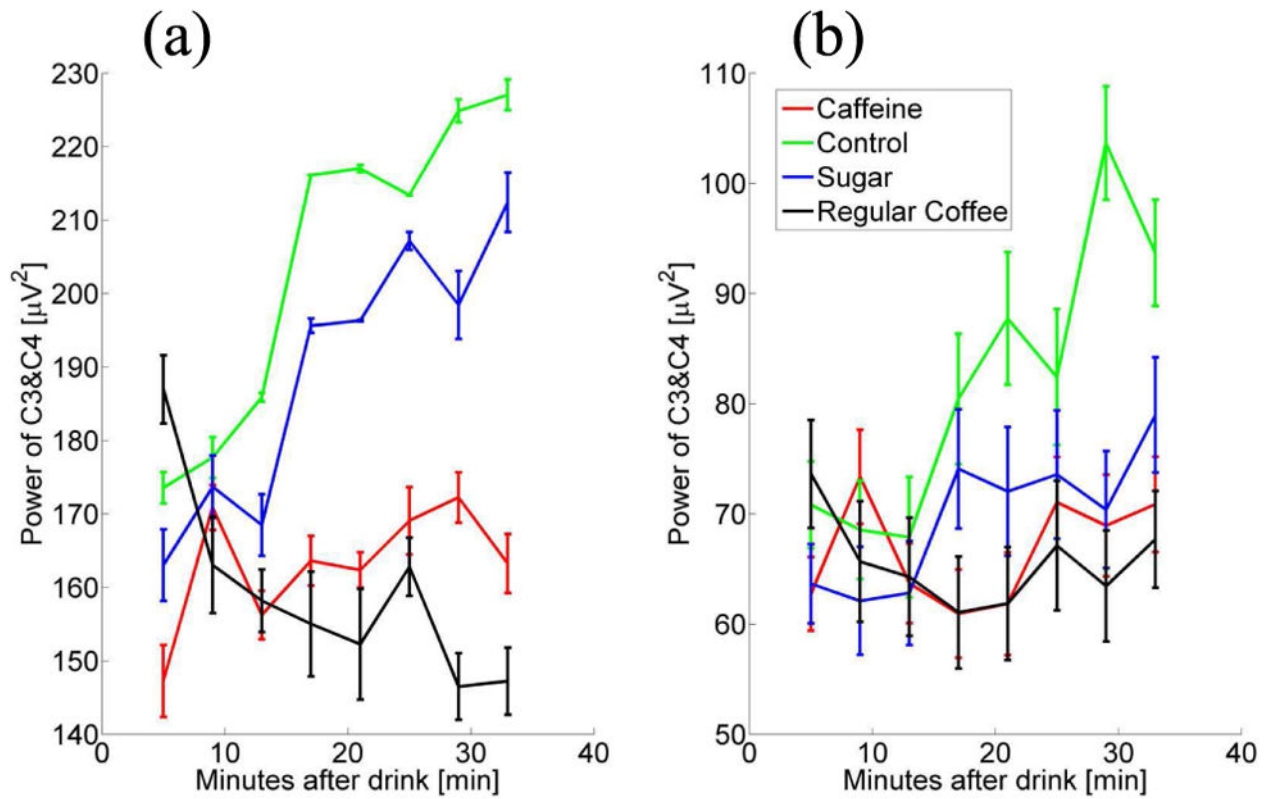 (a)
(b)
230
220
210
200
190
180
170
160
150
140
0
10
20
30
40
Power of C3&C4 [μV²]
Minutes after drink [min]
110
100
90
80
70
60
50
0
10
20
30
40
Power of C3&C4 [μV²]
Minutes after drink [min]
Caffeine
Control
Sugar
Regular Coffee